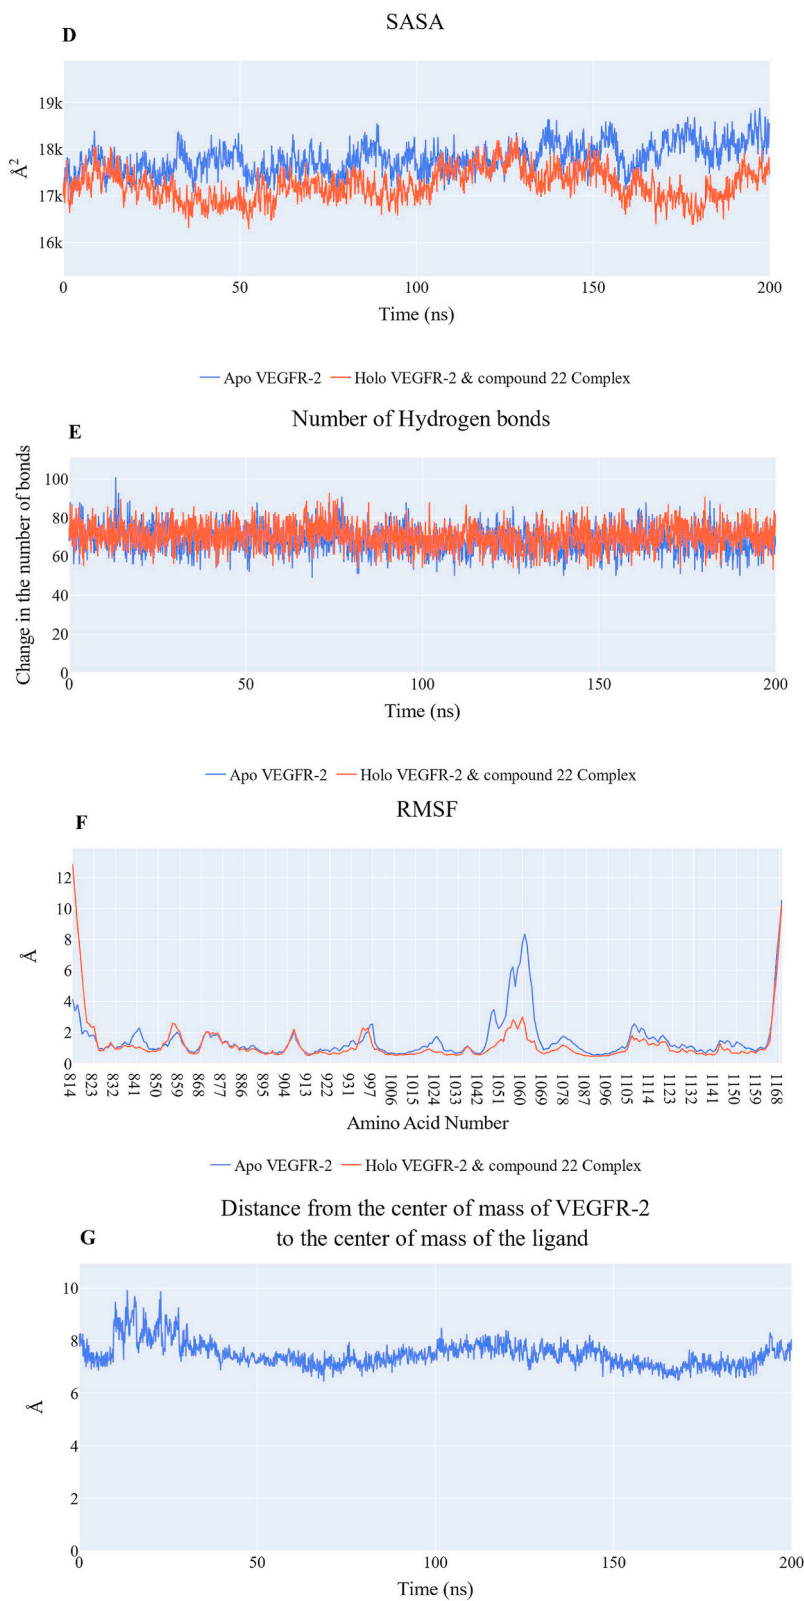 D
SASA
Å2
19k
18k
17k
16k
0 50 100 150 200
Time (ns)
Apo VEGFR-2 Holo VEGFR-2 & compound 22 Complex
E
Number of Hydrogen bonds
Change in the number of bonds
100
80
60
40
20
0
0 50 100 150 200
Time (ns)
Apo VEGFR-2 Holo VEGFR-2 & compound 22 Complex
F
RMSF
Å
12
10
8
6
4
2
0
814 823 832 841 850 859 868 877 886 895 904 913 922 931 997 1006 1015 1024 1033 1042 1051 1060 1069 1078 1087 1096 1105 1114 1123 1132 1141 1150 1159 1168
Amino Acid Number
Apo VEGFR-2 Holo VEGFR-2 & compound 22 Complex
Distance from the center of mass of VEGFR-2
G
to the center of mass of the ligand
Å
10
8
6
4
2
0
0 50 100 150 200
Time (ns)